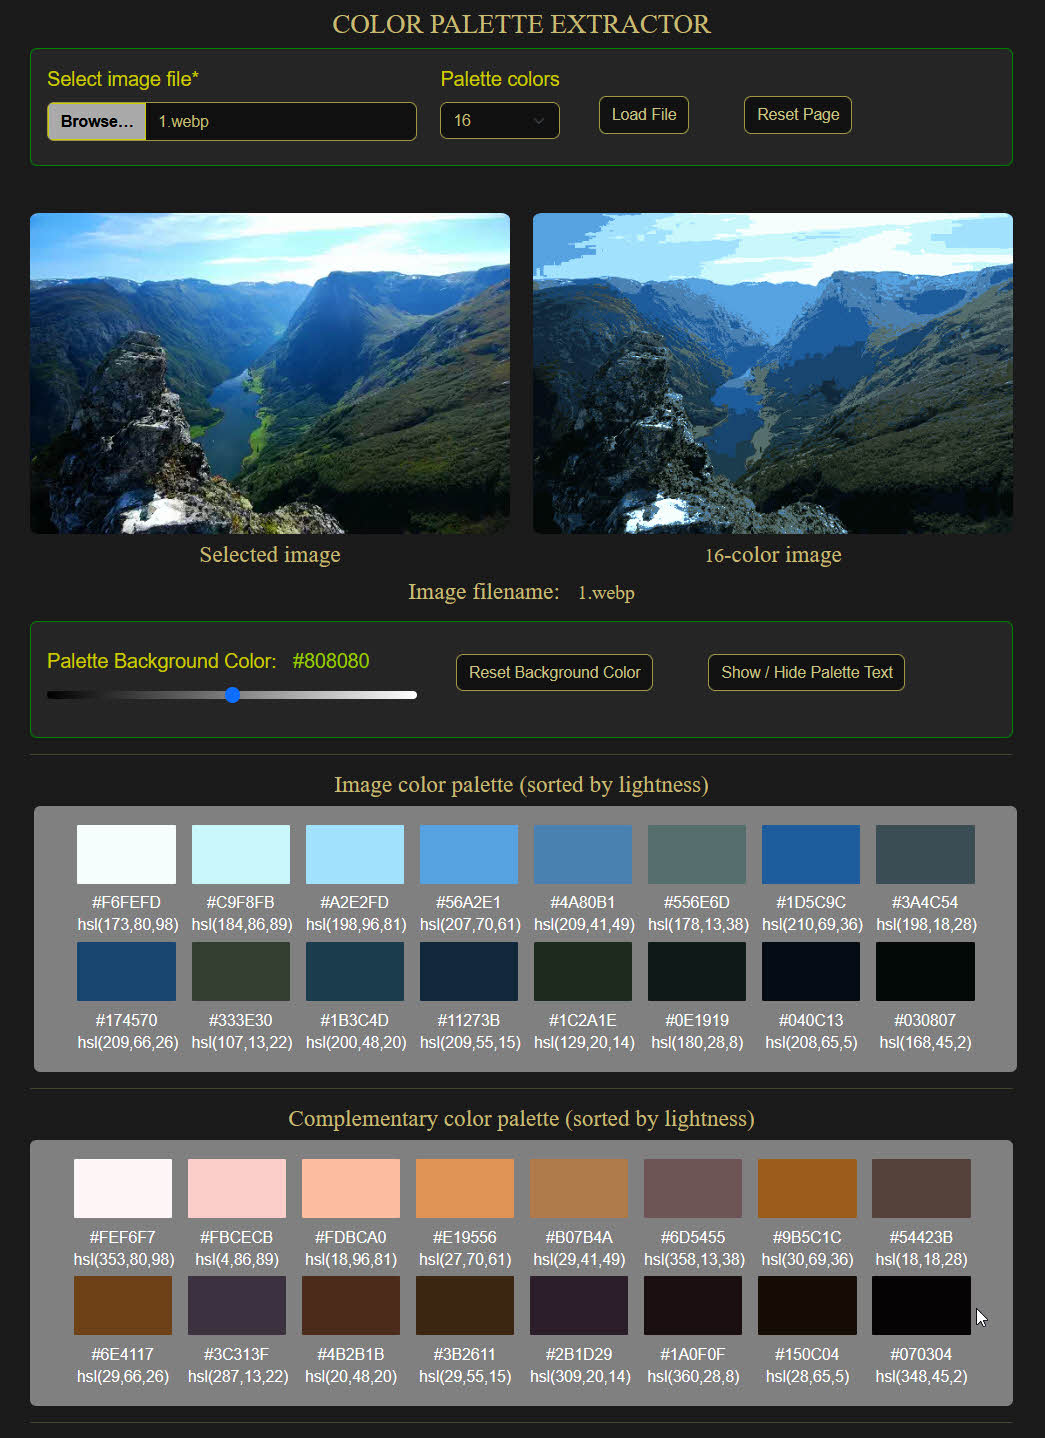 COLOR PALETTE EXTRACTOR
Select image file*
Palette colors
Browse...
1.webp
16
Load File
Reset Page
Selected image
16-color image
Image filename: 1.webp
Palette Background Color: #808080
Reset Background Color
Show / Hide Palette Text
Image color palette (sorted by lightness)
#F6FEFD #C9F8FB #A2E2FD #56A2E1 #4A80B1 #556E6D #1D5C9C #3A4C54
hsl(173,80,98) hsl(184,86,89) hsl(198,96,81) hsl(207,70,61) hsl(209,41,49) hsl(178,13,38) hsl(210,69,36) hsl(198,18,28)
#174570 #333E30 #1B3C4D #11273B #1C2A1E #0E1919 #040C13 #030807
hsl(209,66,26) hsl(107,13,22) hsl(200,48,20) hsl(209,55,15) hsl(129,20,14) hsl(180,28,8) hsl(208,65,5) hsl(168,45,2)
Complementary color palette (sorted by lightness)
#FEF6F7 #FBCECB #FDBCA0 #E19556 #B07B4A #6D5455 #9B5C1C #54423B
hsl(353,80,98) hsl(4,86,89) hsl(18,96,81) hsl(27,70,61) hsl(29,41,49) hsl(358,13,38) hsl(30,69,36) hsl(18,18,28)
#6E4117 #3C313F #4B2B1B #3B2611 #2B1D29 #1A0F0F #150C04 #070304
hsl(29,66,26) hsl(287,13,22) hsl(20,48,20) hsl(29,55,15) hsl(309,20,14) hsl(360,28,8) hsl(28,65,5) hsl(348,45,2)